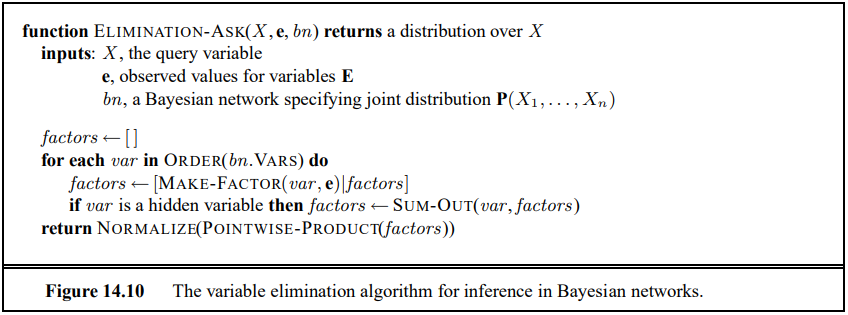 function ELIMINATION-ASK(X, e, bn) returns a distribution over X
inputs: X, the query variable
e, observed values for variables E
bn, a Bayesian network specifying joint distribution P(X₁, . . . , Xₙ)
factors ← [ ]
for each var in ORDER(bn.VARS) do
factors ← [MAKE-FACTOR(var, e)|factors]
if var is a hidden variable then factors ← SUM-OUT(var, factors)
return NORMALIZE(POINTWISE-PRODUCT(factors))
Figure 14.10 The variable elimination algorithm for inference in Bayesian networks.